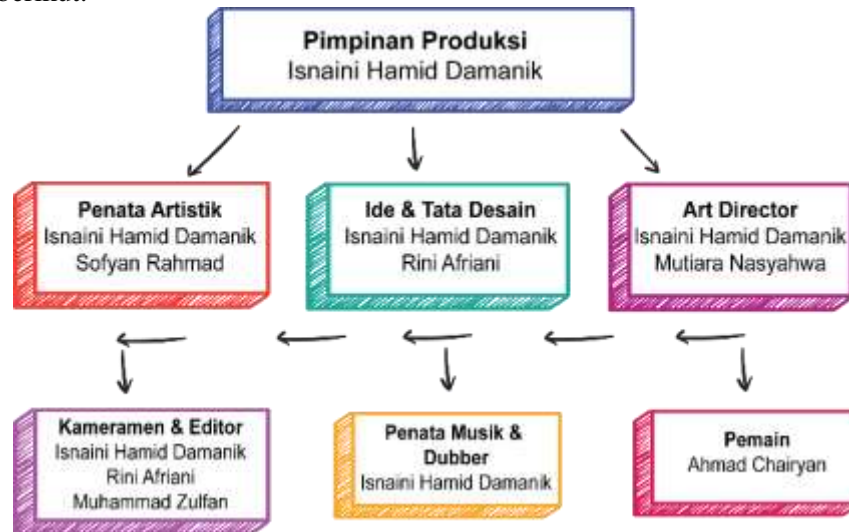 Pimpinan Produksi
Isnaini Hamid Damanik
Penata Artistik
Isnaini Hamid Damanik
Sofyan Rahmad
Ide & Tata Desain
Isnaini Hamid Damanik
Rini Afriani
Art Director
Isnaini Hamid Damanik
Mutiara Nasyahwa
Kameramen & Editor
Isnaini Hamid Damanik
Rini Afriani
Muhammad Zulfan
Penata Musik &
Dubber
Isnaini Hamid Damanik
Pemain
Ahmad Chairyan